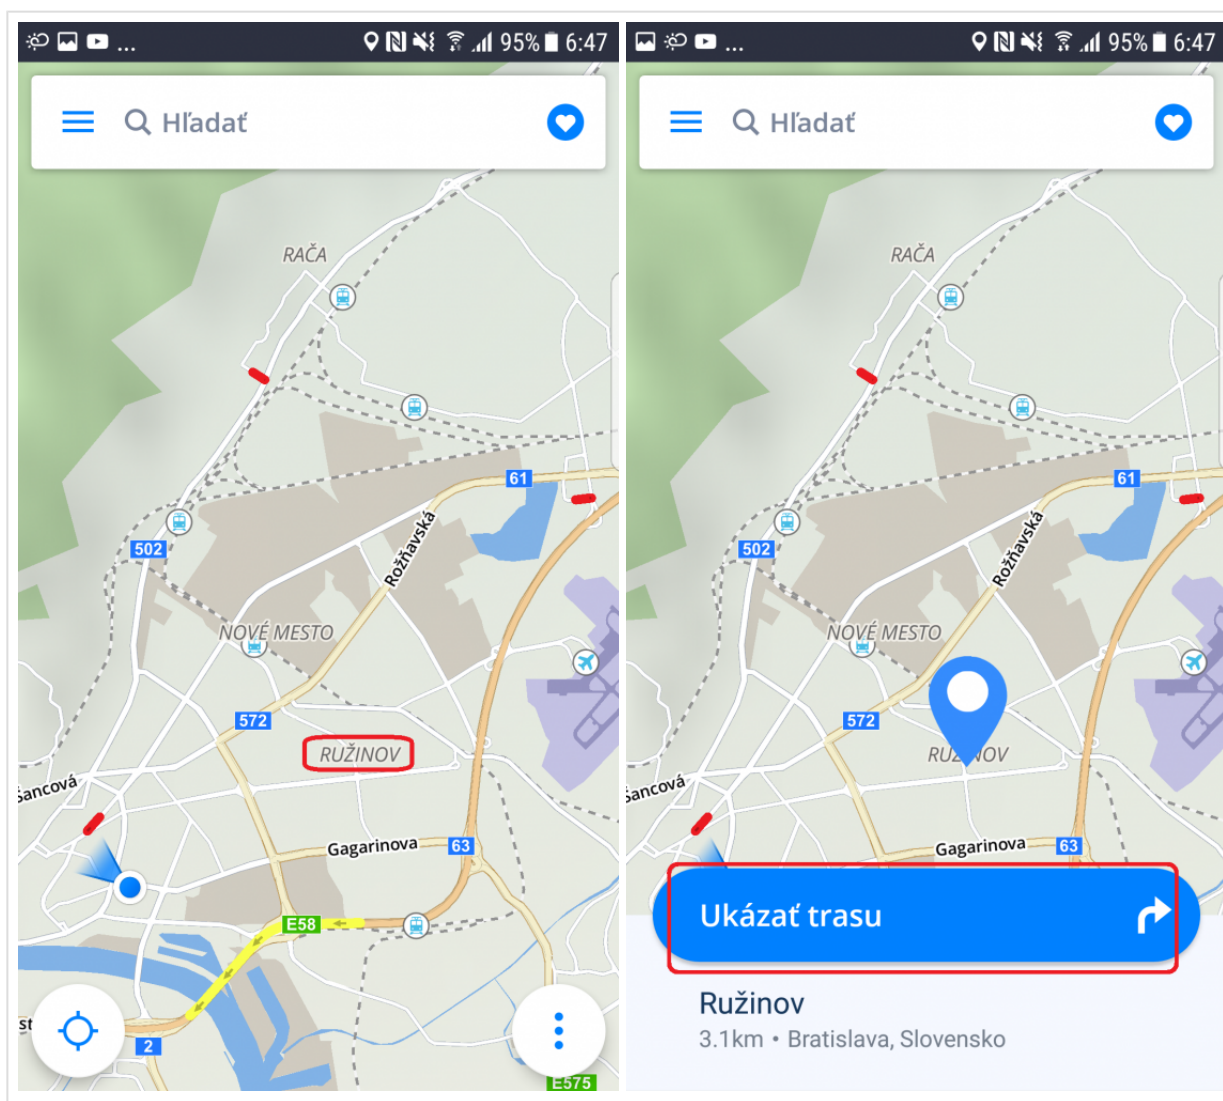 ... 95% 6:47
Hľadať
RAČA
61
Rožňavská
502
NOVÉ MESTO
572
RUŽINOV
Šancová
Gagarinova 63
E58
st
2
E575
... 95% 6:47
Hľadať
RAČA
61
Rožňavská
502
NOVÉ MESTO
572
Šancová
Gagarinova 63
Ukázať trasu
Ružinov
3.1km • Bratislava, Slovensko